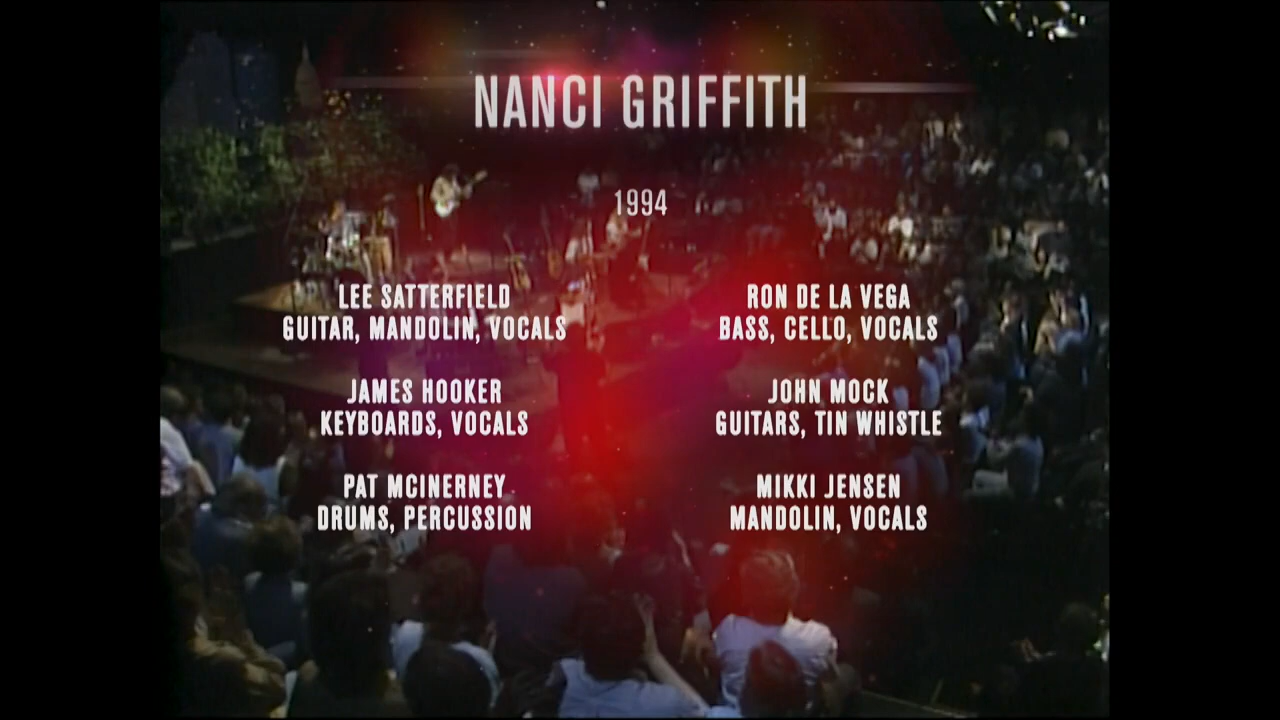 NANCI GRIFFITH
1994
LEE SATTERFIELD
GUITAR, MANDOLIN, VOCALS
JAMES HOOKER
KEYBOARDS, VOCALS
PAT MCINERNEY
DRUMS, PERCUSSION
RON DE LA VEGA
BASS, CELLO, VOCALS
JOHN MOCK
GUITARS, TIN WHISTLE
MIKKI JENSEN
MANDOLIN, VOCALS